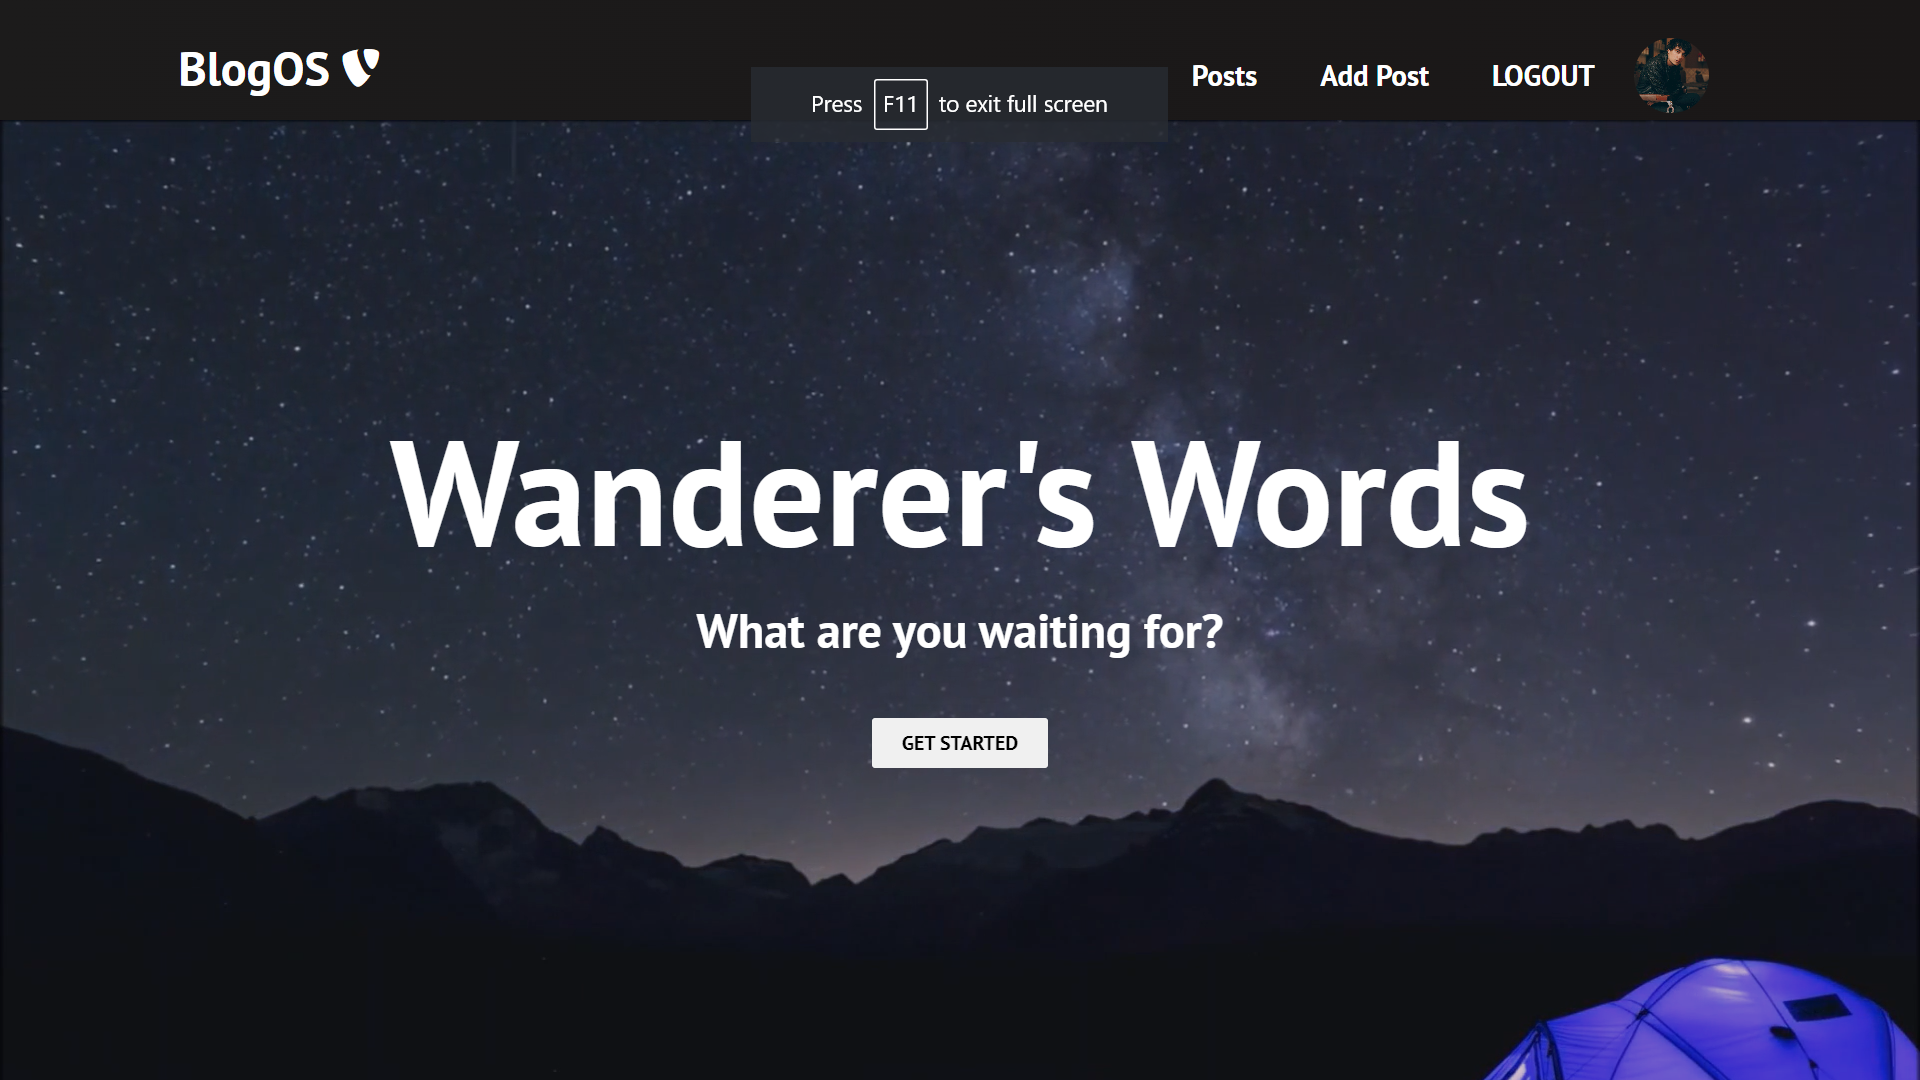 BlogOS
Posts
Add Post
LOGOUT
Press F11 to exit full screen
Wanderer's Words
What are you waiting for?
GET STARTED